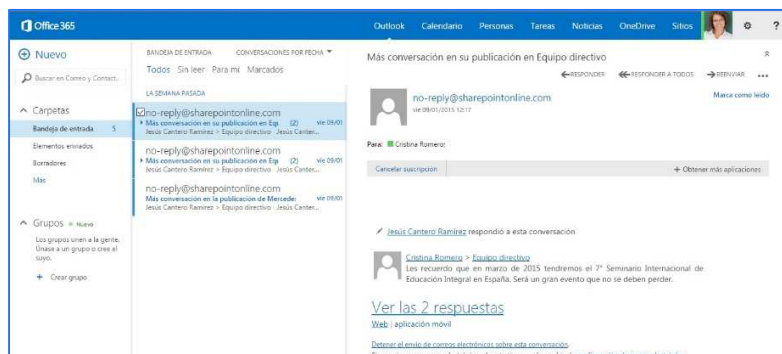 Office 365
Outlook Calendario Personas Tareas Noticias OneDrive Sitios ?
Nuevo
Buscar en Correo y Contact...
Carpetas
Bandeja de entrada 5
Elementos enviados
Borradores
Más
Grupos Nuevo
Los grupos unen a la gente.
Únase a un grupo o cree el
suyo.
+ Crear grupo
BANDEJA DE ENTRADA CONVERSACIONES POR FECHA
Todos Sin leer Para mí Marcados
LA SEMANA PASADA
no-reply@sharepointonline.com
Más conversación en su publicación en Equ (2) vie 09/01
Jesús Cantero Ramírez > Equipo directivo Jesús Canter...
no-reply@sharepointonline.com
Más conversación en su publicación en Equ (2) vie 09/01
Jesús Cantero Ramírez > Equipo directivo Jesús Canter...
no-reply@sharepointonline.com
Más conversación en la publicación de Mercede: vie 09/01
Jesús Cantero Ramírez > Equipo directivo Jesús Canter...
Más conversación en su publicación en Equipo directivo
RESPONDER RESPONDER A TODOS REENVIAR ...
no-reply@sharepointonline.com
vie 09/01/2015 12:17
Marca como leído
Para: Cristina Romero;
Cancelar suscripción + Obtener más aplicaciones
Jesús Cantero Ramírez respondió a esta conversación
Cristina Romero > Equipo directivo
Les recuerdo que en marzo de 2015 tendremos el 7° Seminario Internacional de
Educación Integral en España. Será un gran evento que no se deben perder.
Ver las 2 respuestas
Web | aplicación móvil
Detener el envío de correos electrónicos sobre esta conversación.